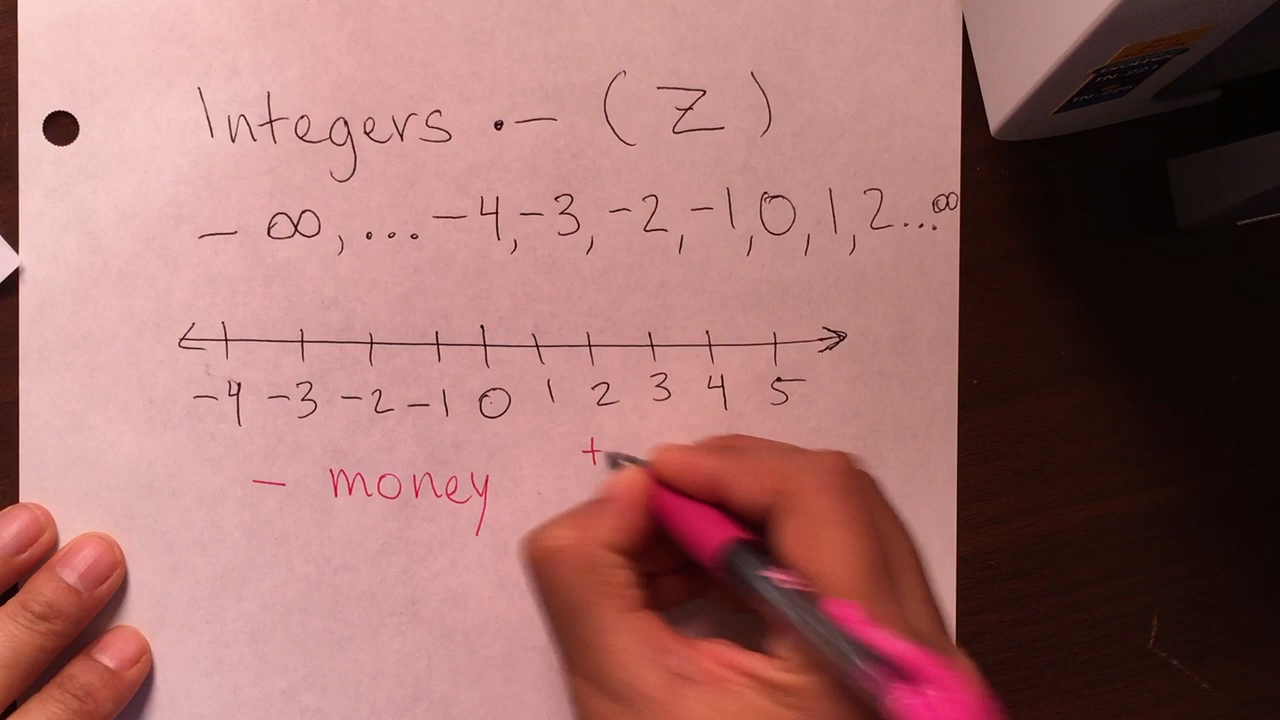 Integers :- (Z)
- ∞, ... -4, -3, -2, -1, 0, 1, 2 ... ∞
-4 -3 -2 -1 0 1 2 3 4 5
+
- money